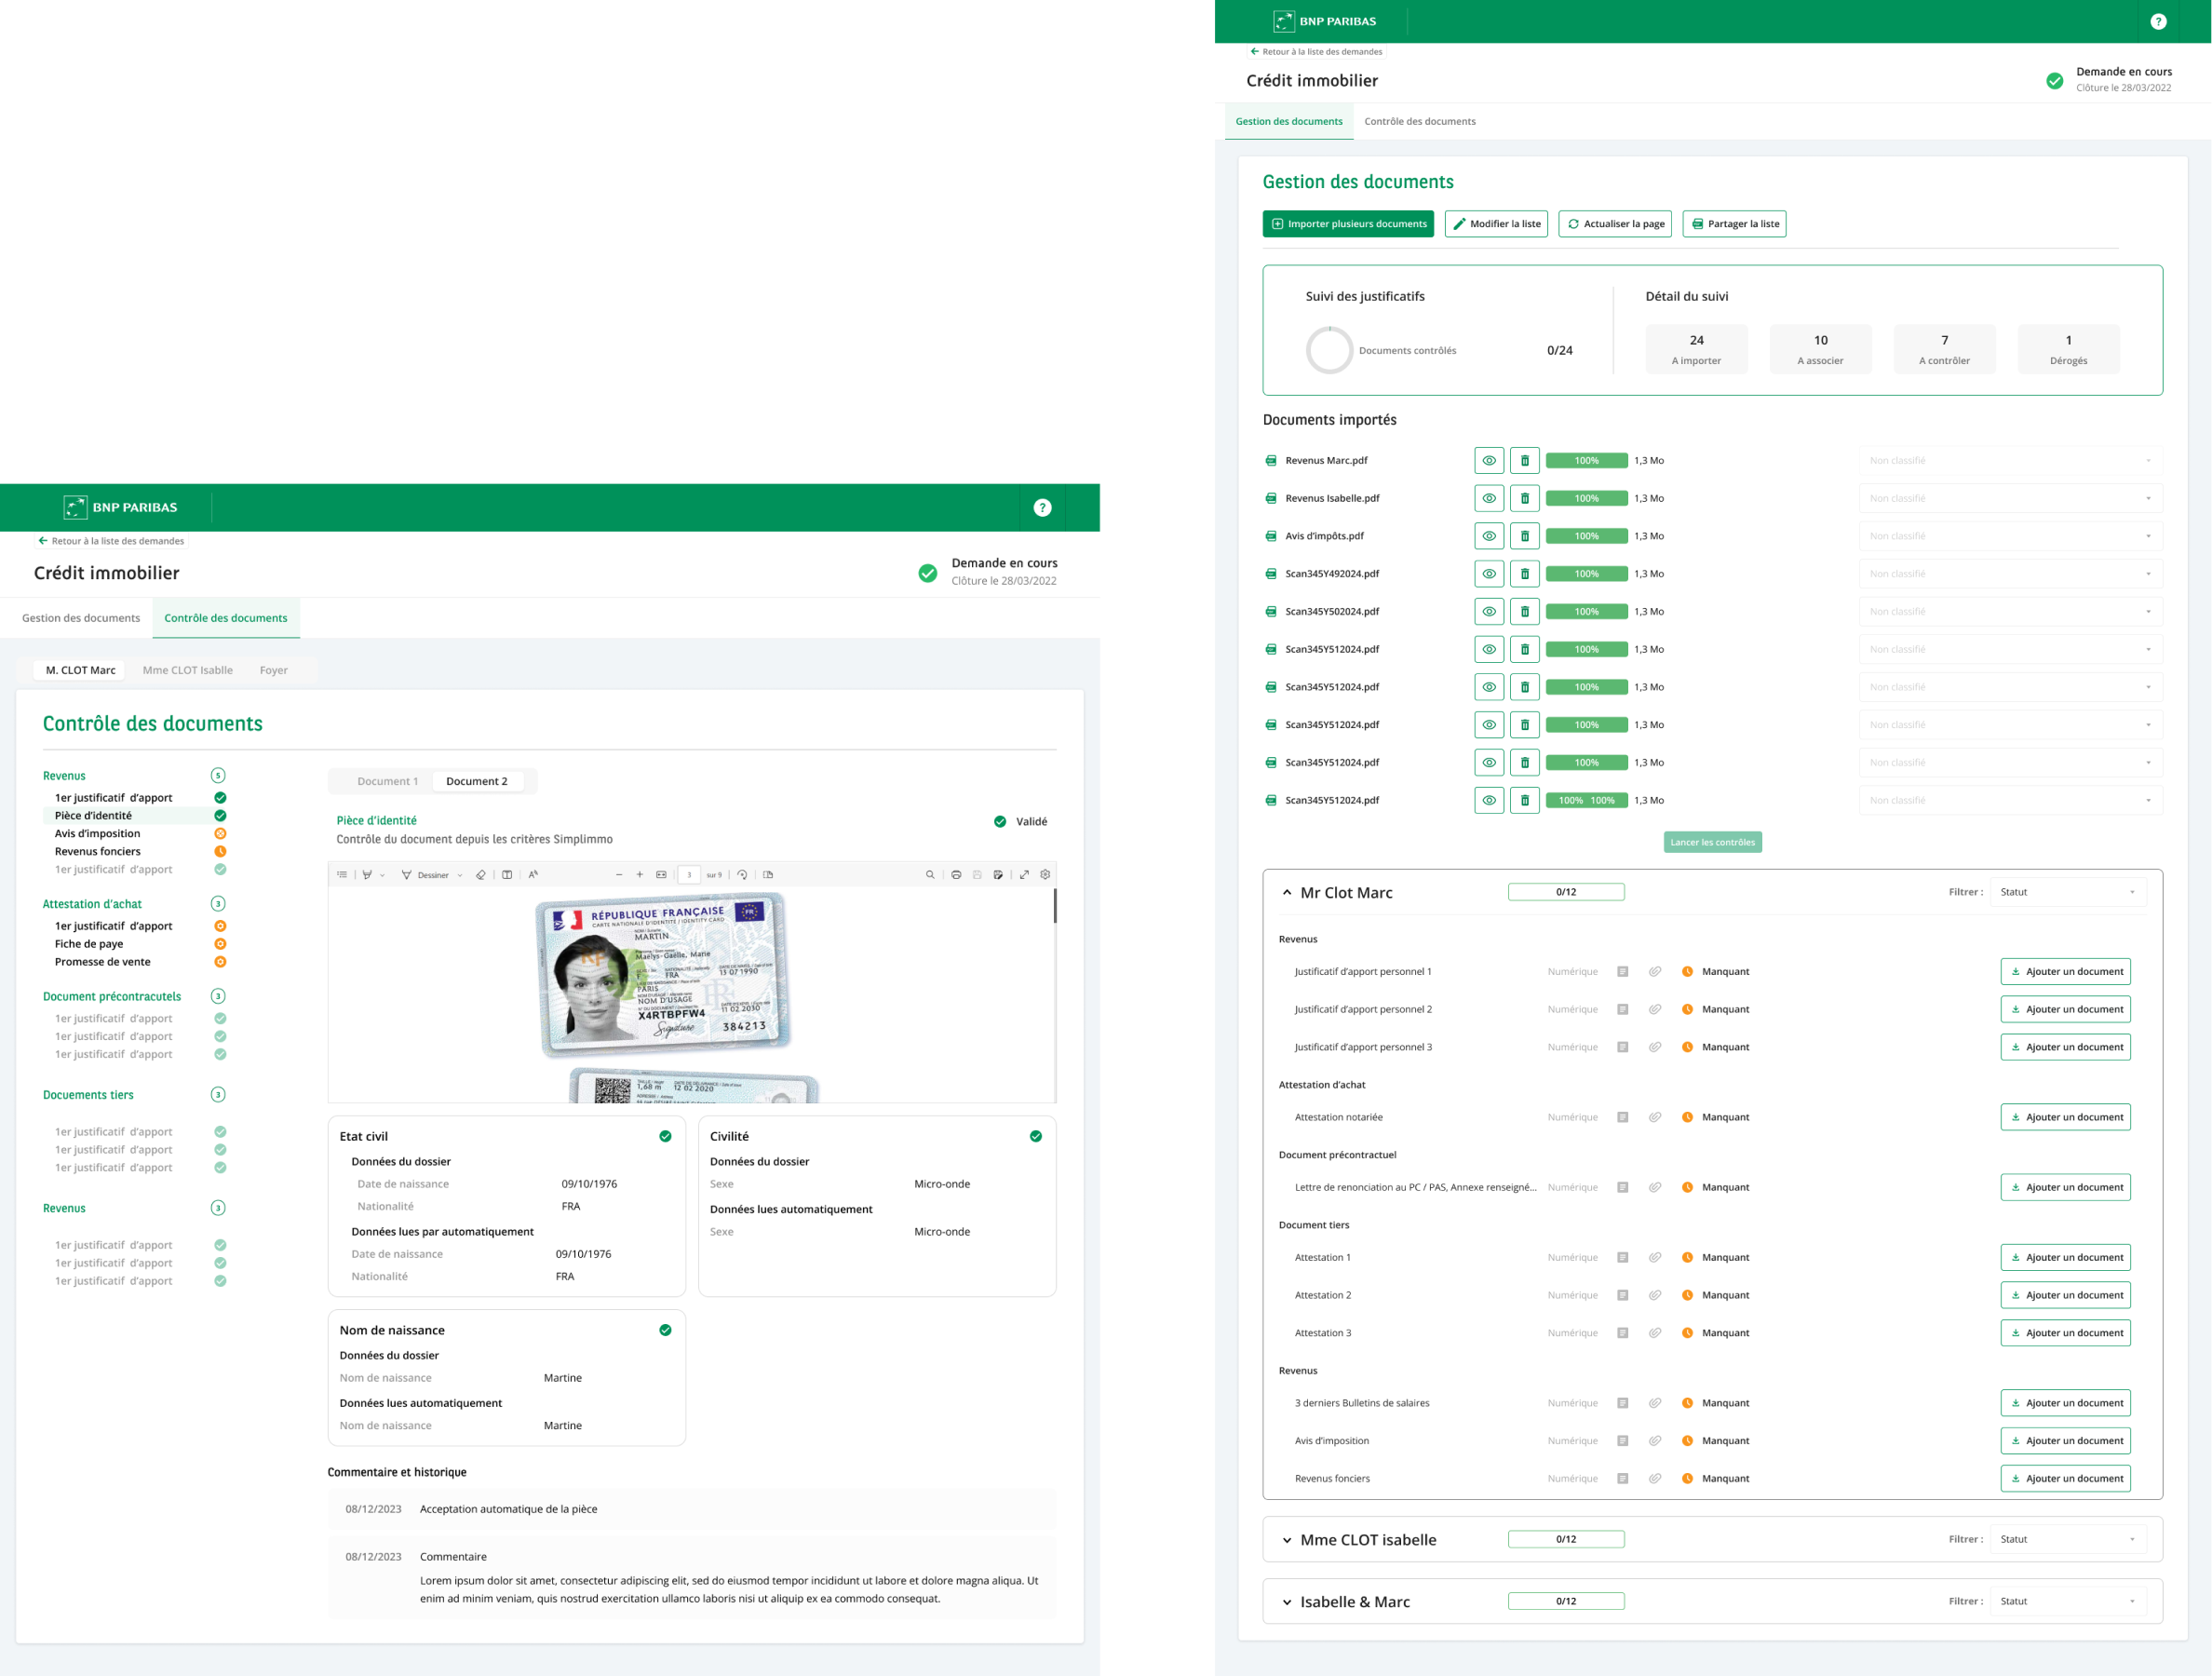 BNP PARIBAS
?
Retour à la liste des demandes
Crédit immobilier
Demande en cours
Clôture le 28/03/2022
Gestion des documents
Contrôle des documents
M. CLOT Marc
Mme CLOT Isablle
Foyer
Contrôle des documents
Revenus 5
1er justificatif d'apport
Pièce d'identité
Avis d'imposition
Revenus fonciers
1er justificatif d'apport
Attestation d'achat 3
1er justificatif d'apport
Fiche de paye
Promesse de vente
Document précontracutels 3
1er justificatif d'apport
1er justificatif d'apport
1er justificatif d'apport
Docuements tiers 3
1er justificatif d'apport
1er justificatif d'apport
1er justificatif d'apport
Revenus 3
1er justificatif d'apport
1er justificatif d'apport
1er justificatif d'apport
Document 1
Document 2
Pièce d'identité
Validé
Contrôle du document depuis les critères Simplimmo
Dessiner
3 sur 9
RÉPUBLIQUE FRANÇAISE
FR
CARTE NATIONALE D'IDENTITÉ / IDENTITY CARD
MARTIN
Maëlys-Gaëlle, Marie
F FRA 13 07 1990
PARIS
NOM D'USAGE
X4RTBPFW4 11 02 2030
384213
1,68 m 12 02 2020
Etat civil
Données du dossier
Date de naissance 09/10/1976
Nationalité FRA
Données lues par automatiquement
Date de naissance 09/10/1976
Nationalité FRA
Civilité
Données du dossier
Sexe Micro-onde
Données lues automatiquement
Sexe Micro-onde
Nom de naissance
Données du dossier
Nom de naissance Martine
Données lues automatiquement
Nom de naissance Martine
Commentaire et historique
08/12/2023 Acceptation automatique de la pièce
08/12/2023 Commentaire
Lorem ipsum dolor sit amet, consectetur adipiscing elit, sed do eiusmod tempor incididunt ut labore et dolore magna aliqua. Ut
enim ad minim veniam, quis nostrud exercitation ullamco laboris nisi ut aliquip ex ea commodo consequat.
BNP PARIBAS
?
Retour à la liste des demandes
Crédit immobilier
Demande en cours
Clôture le 28/03/2022
Gestion des documents
Contrôle des documents
Gestion des documents
Importer plusieurs documents
Modifier la liste
Actualiser la page
Partager la liste
Suivi des justificatifs
Documents contrôlés 0/24
Détail du suivi
24
A importer
10
A associer
7
A contrôler
1
Dérogés
Documents importés
Revenus Marc.pdf 100% 1,3 Mo Non classifié
Revenus Isabelle.pdf 100% 1,3 Mo Non classifié
Avis d'impôts.pdf 100% 1,3 Mo Non classifié
Scan345Y492024.pdf 100% 1,3 Mo Non classifié
Scan345Y502024.pdf 100% 1,3 Mo Non classifié
Scan345Y512024.pdf 100% 1,3 Mo Non classifié
Scan345Y512024.pdf 100% 1,3 Mo Non classifié
Scan345Y512024.pdf 100% 1,3 Mo Non classifié
Scan345Y512024.pdf 100% 1,3 Mo Non classifié
Scan345Y512024.pdf 100% 100% 1,3 Mo Non classifié
Lancer les contrôles
Mr Clot Marc 0/12 Filtrer : Statut
Revenus
Justificatif d'apport personnel 1 Numérique Manquant Ajouter un document
Justificatif d'apport personnel 2 Numérique Manquant Ajouter un document
Justificatif d'apport personnel 3 Numérique Manquant Ajouter un document
Attestation d'achat
Attestation notariée Numérique Manquant Ajouter un document
Document précontractuel
Lettre de renonciation au PC / PAS, Annexe renseigné... Numérique Manquant Ajouter un document
Document tiers
Attestation 1 Numérique Manquant Ajouter un document
Attestation 2 Numérique Manquant Ajouter un document
Attestation 3 Numérique Manquant Ajouter un document
Revenus
3 derniers Bulletins de salaires Numérique Manquant Ajouter un document
Avis d'imposition Numérique Manquant Ajouter un document
Revenus fonciers Numérique Manquant Ajouter un document
Mme CLOT isabelle 0/12 Filtrer : Statut
Isabelle & Marc 0/12 Filtrer : Statut